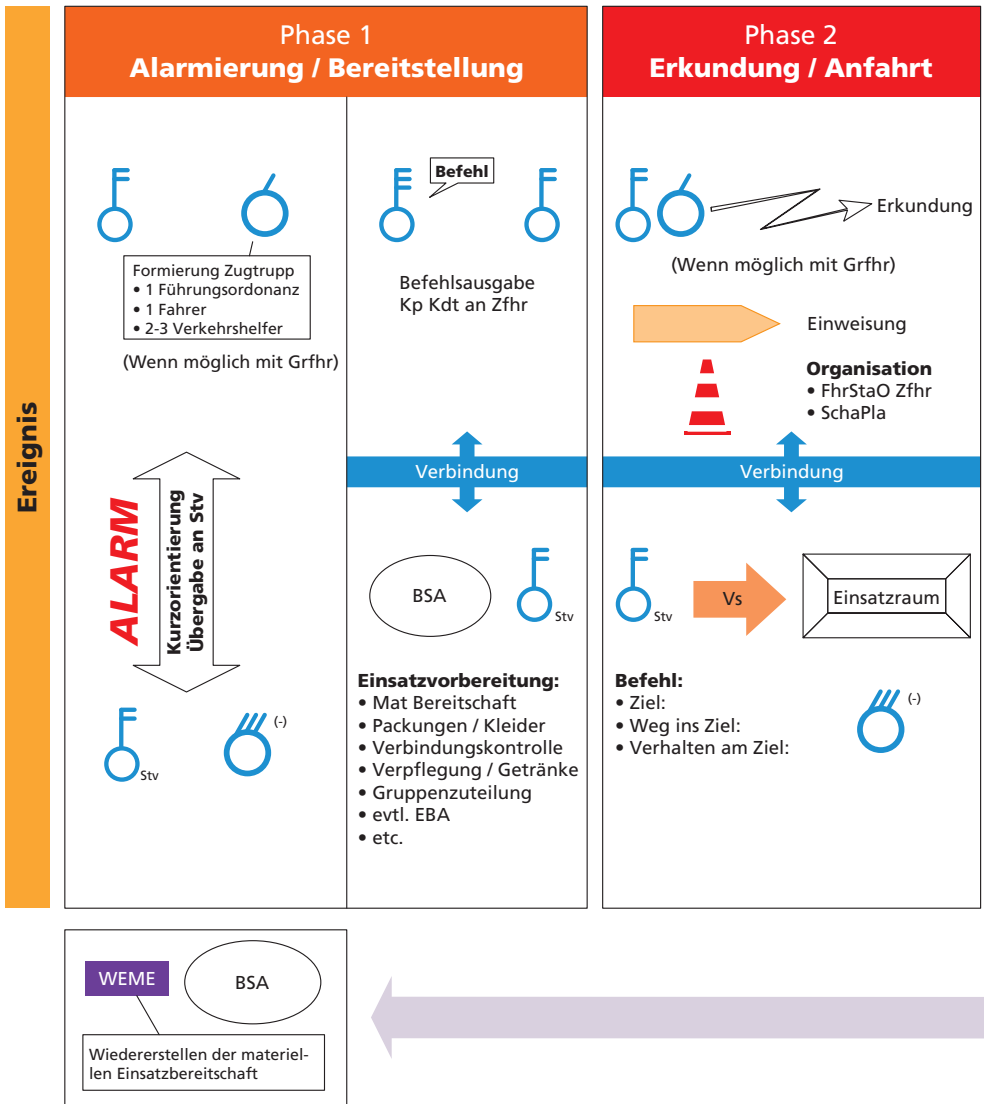 Ereignis
Phase 1
Alarmierung / Bereitstellung
Formierung Zugtrupp
• 1 Führungsordonanz
• 1 Fahrer
• 2-3 Verkehrshelfer
(Wenn möglich mit Grfhr)
ALARM
Kurzorientierung
Übergabe an Stv
Stv
(-)
Befehl
Befehlsausgabe
Kp Kdt an Zfhr
Verbindung
BSA
Stv
Einsatzvorbereitung:
• Mat Bereitschaft
• Packungen / Kleider
• Verbindungskontrolle
• Verpflegung / Getränke
• Gruppenzuteilung
• evtl. EBA
• etc.
Phase 2
Erkundung / Anfahrt
Erkundung
(Wenn möglich mit Grfhr)
Einweisung
Organisation
• FhrStaO Zfhr
• SchaPla
Verbindung
Stv
Vs
Einsatzraum
Befehl:
• Ziel:
• Weg ins Ziel:
• Verhalten am Ziel:
(-)
WEME
BSA
Wiedererstellen der materiel-
len Einsatzbereitschaft